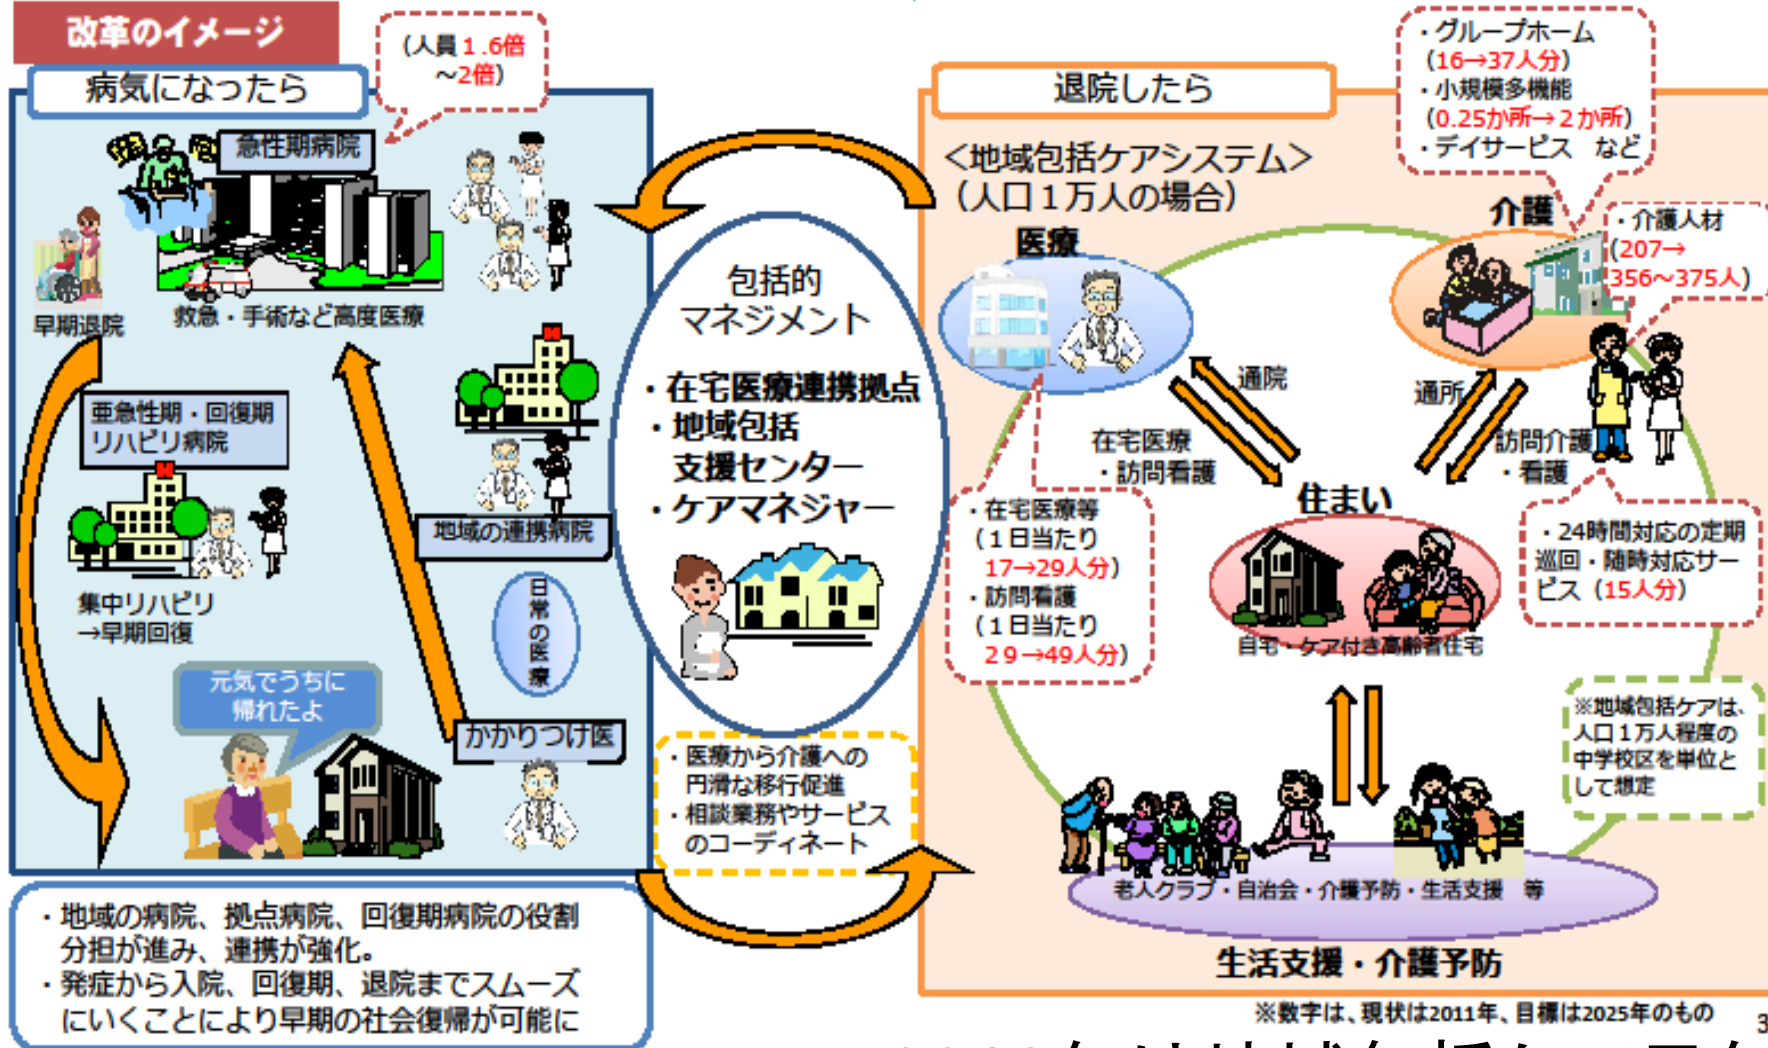 改革のイメージ
(人員１.6倍
～2倍)
病気になったら
急性期病院
早期退院
救急・手術など高度医療
亜急性期・回復期
リハビリ病院
集中リハビリ
→早期回復
地域の連携病院
日常の医療
元気でうちに
帰れたよ
かかりつけ医
・地域の病院、拠点病院、回復期病院の役割
分担が進み、連携が強化。
・発症から入院、回復期、退院までスムーズ
にいくことにより早期の社会復帰が可能に
包括的
マネジメント
・在宅医療連携拠点
・地域包括
支援センター
・ケアマネジャー
・医療から介護への
円滑な移行促進
・相談業務やサービス
のコーディネート
退院したら
＜地域包括ケアシステム＞
（人口１万人の場合）
・グループホーム
(16→37人分)
・小規模多機能
(0.25か所→２か所)
・デイサービス など
医療
介護
・介護人材
(207→
356～375人)
通院
在宅医療
・訪問看護
通所
訪問介護
・看護
・在宅医療等
(１日当たり
17→29人分)
・訪問看護
(１日当たり
２９→49人分)
住まい
自宅・ケア付き高齢者住宅
・24時間対応の定期
巡回・随時対応サー
ビス（15人分）
※地域包括ケアは、
人口１万人程度の
中学校区を単位と
して想定
老人クラブ・自治会・介護予防・生活支援 等
生活支援・介護予防
※数字は、現状は2011年、目標は2025年のもの
3